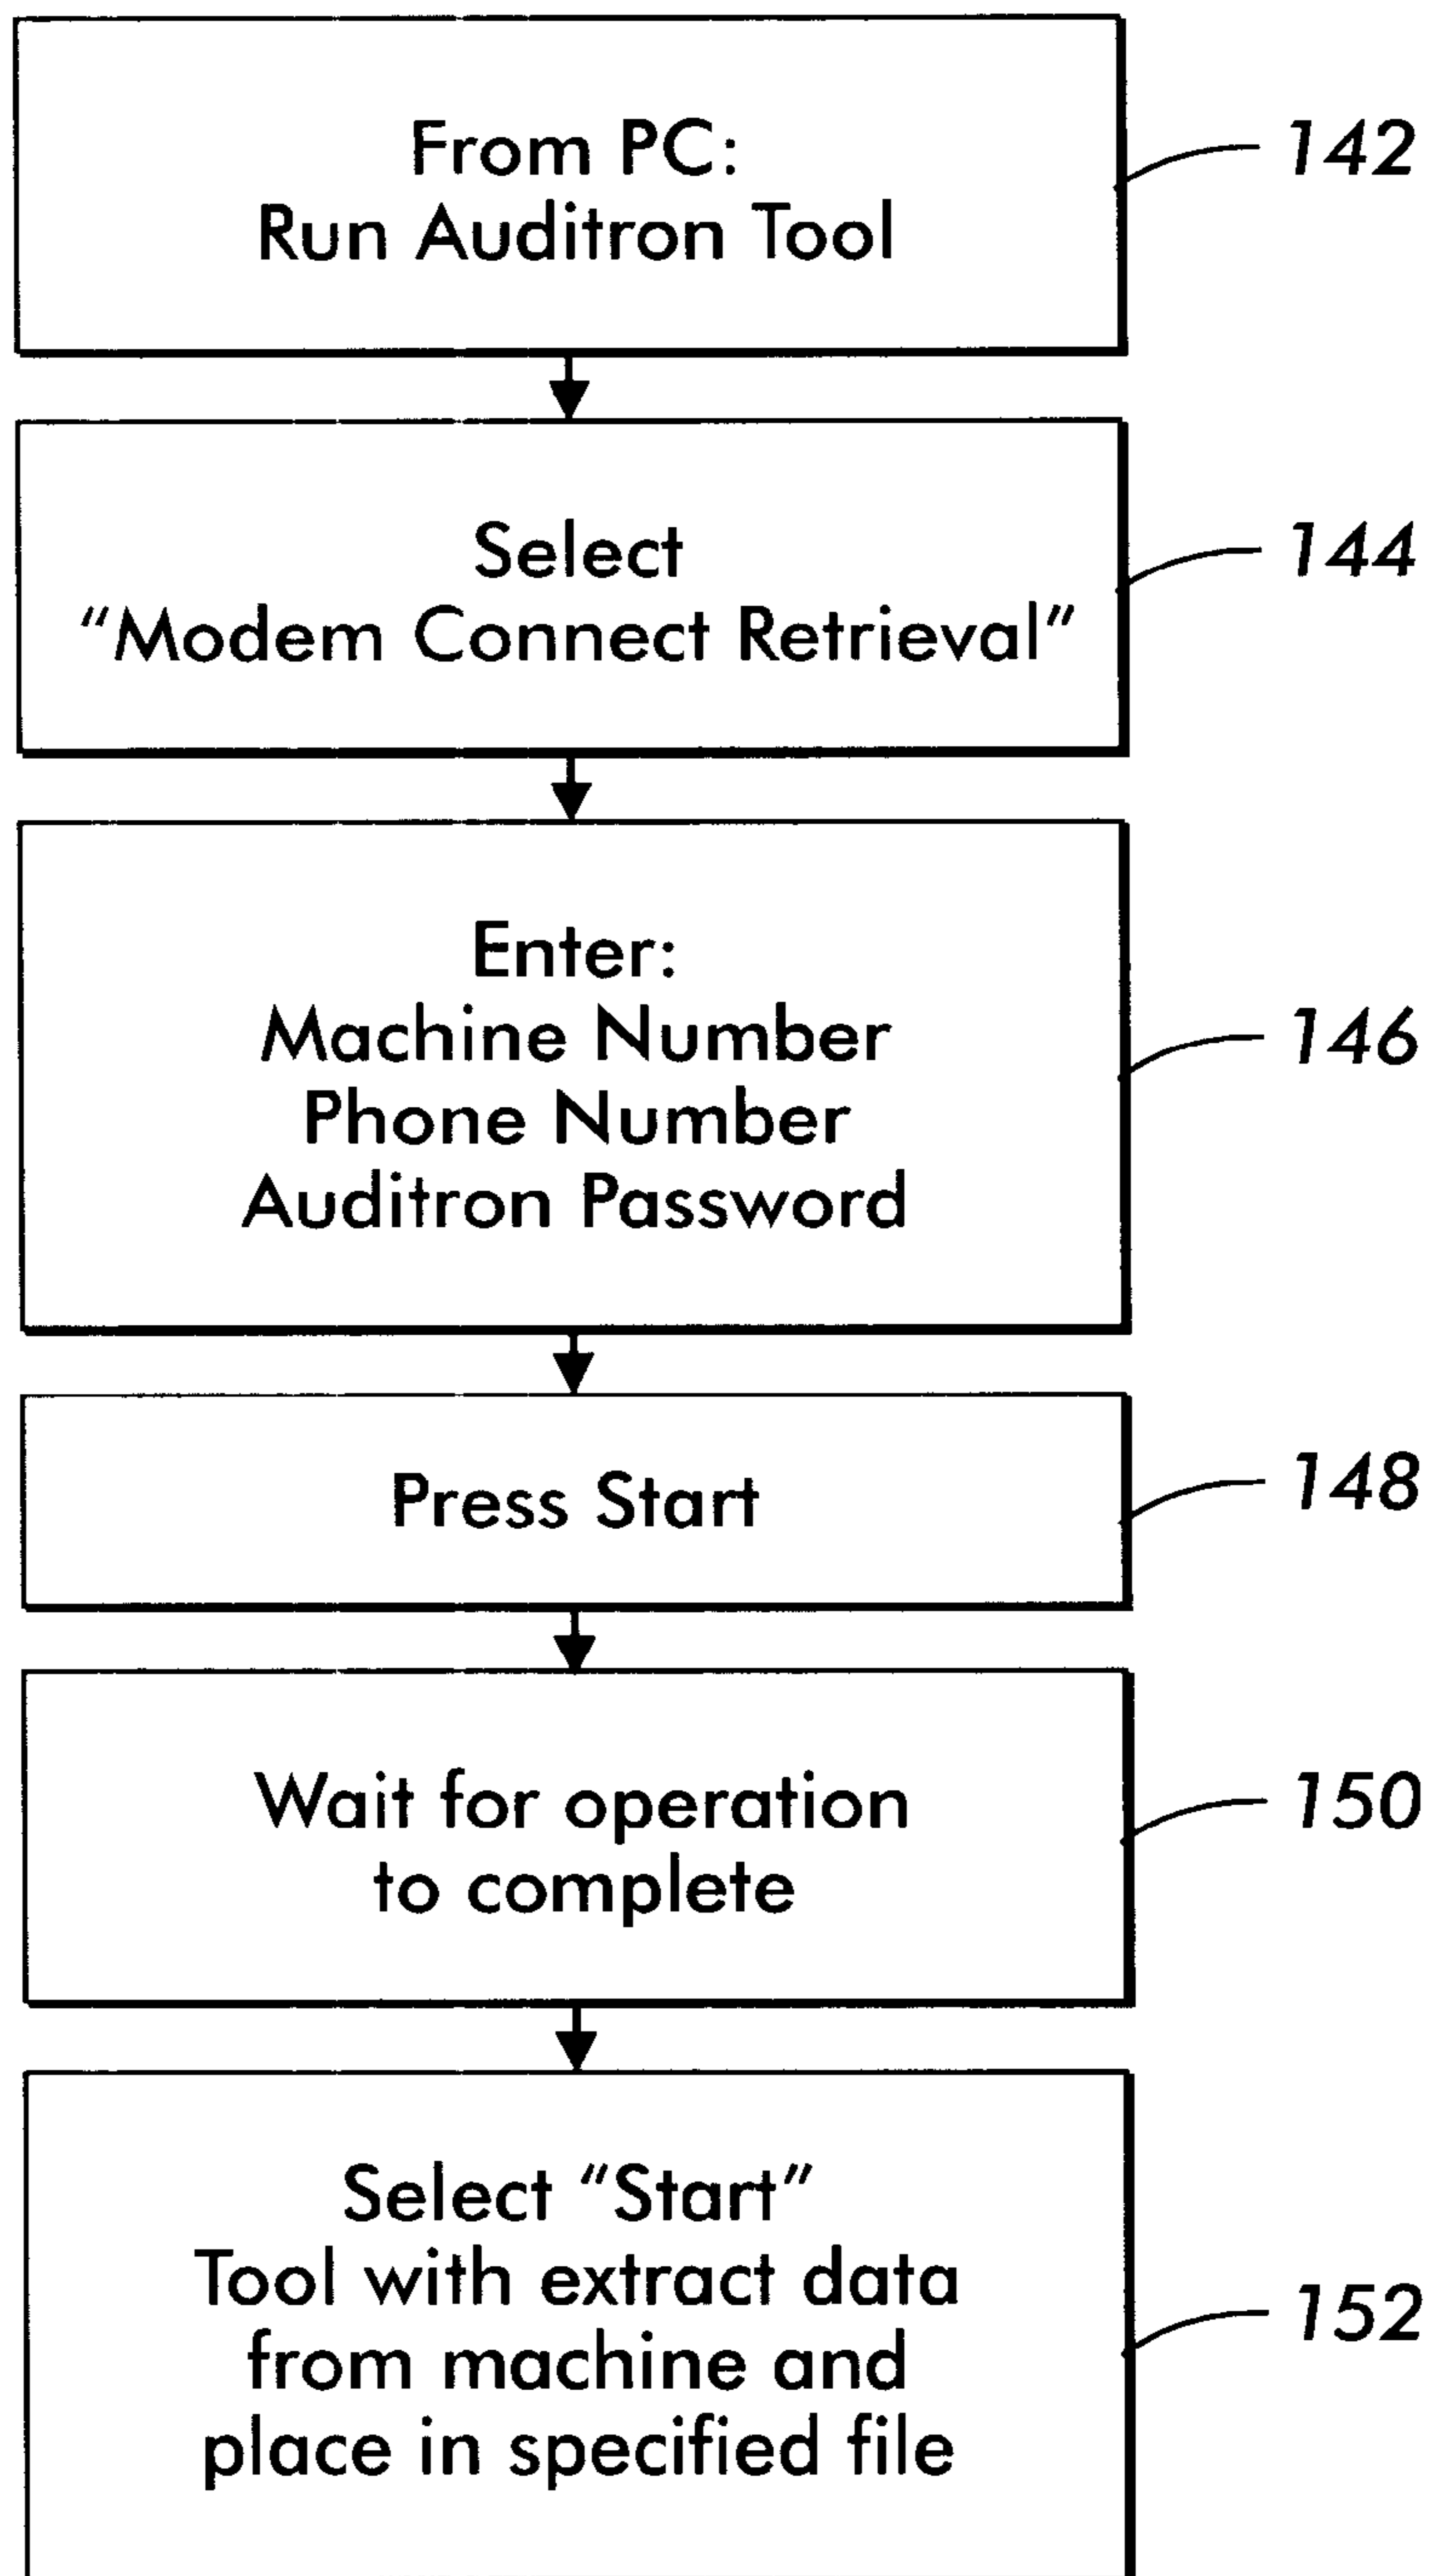 From PC:
Run Auditron Tool
142
Select
“Modem Connect Retrieval”
144
Enter:
Machine Number
Phone Number
Auditron Password
146
Press Start
148
Wait for operation
to complete
150
Select “Start”
Tool with extract data
from machine and
place in specified file
152